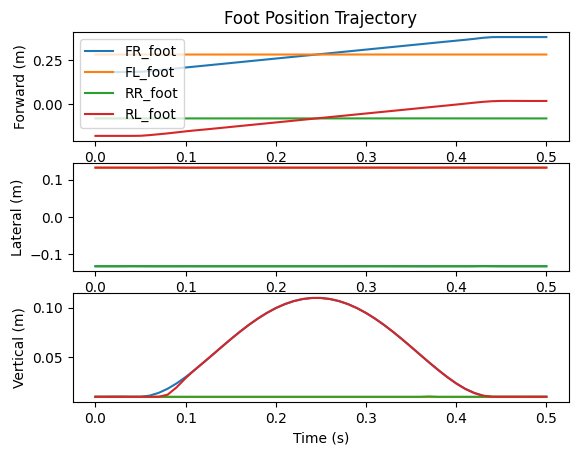 Foot Position Trajectory
Forward (m)
0.25
0.00
FR_foot
FL_foot
RR_foot
RL_foot
0.0 0.1 0.2 0.3 0.4 0.5
Lateral (m)
0.1
0.0
−0.1
0.0 0.1 0.2 0.3 0.4 0.5
Vertical (m)
0.10
0.05
0.0 0.1 0.2 0.3 0.4 0.5
Time (s)